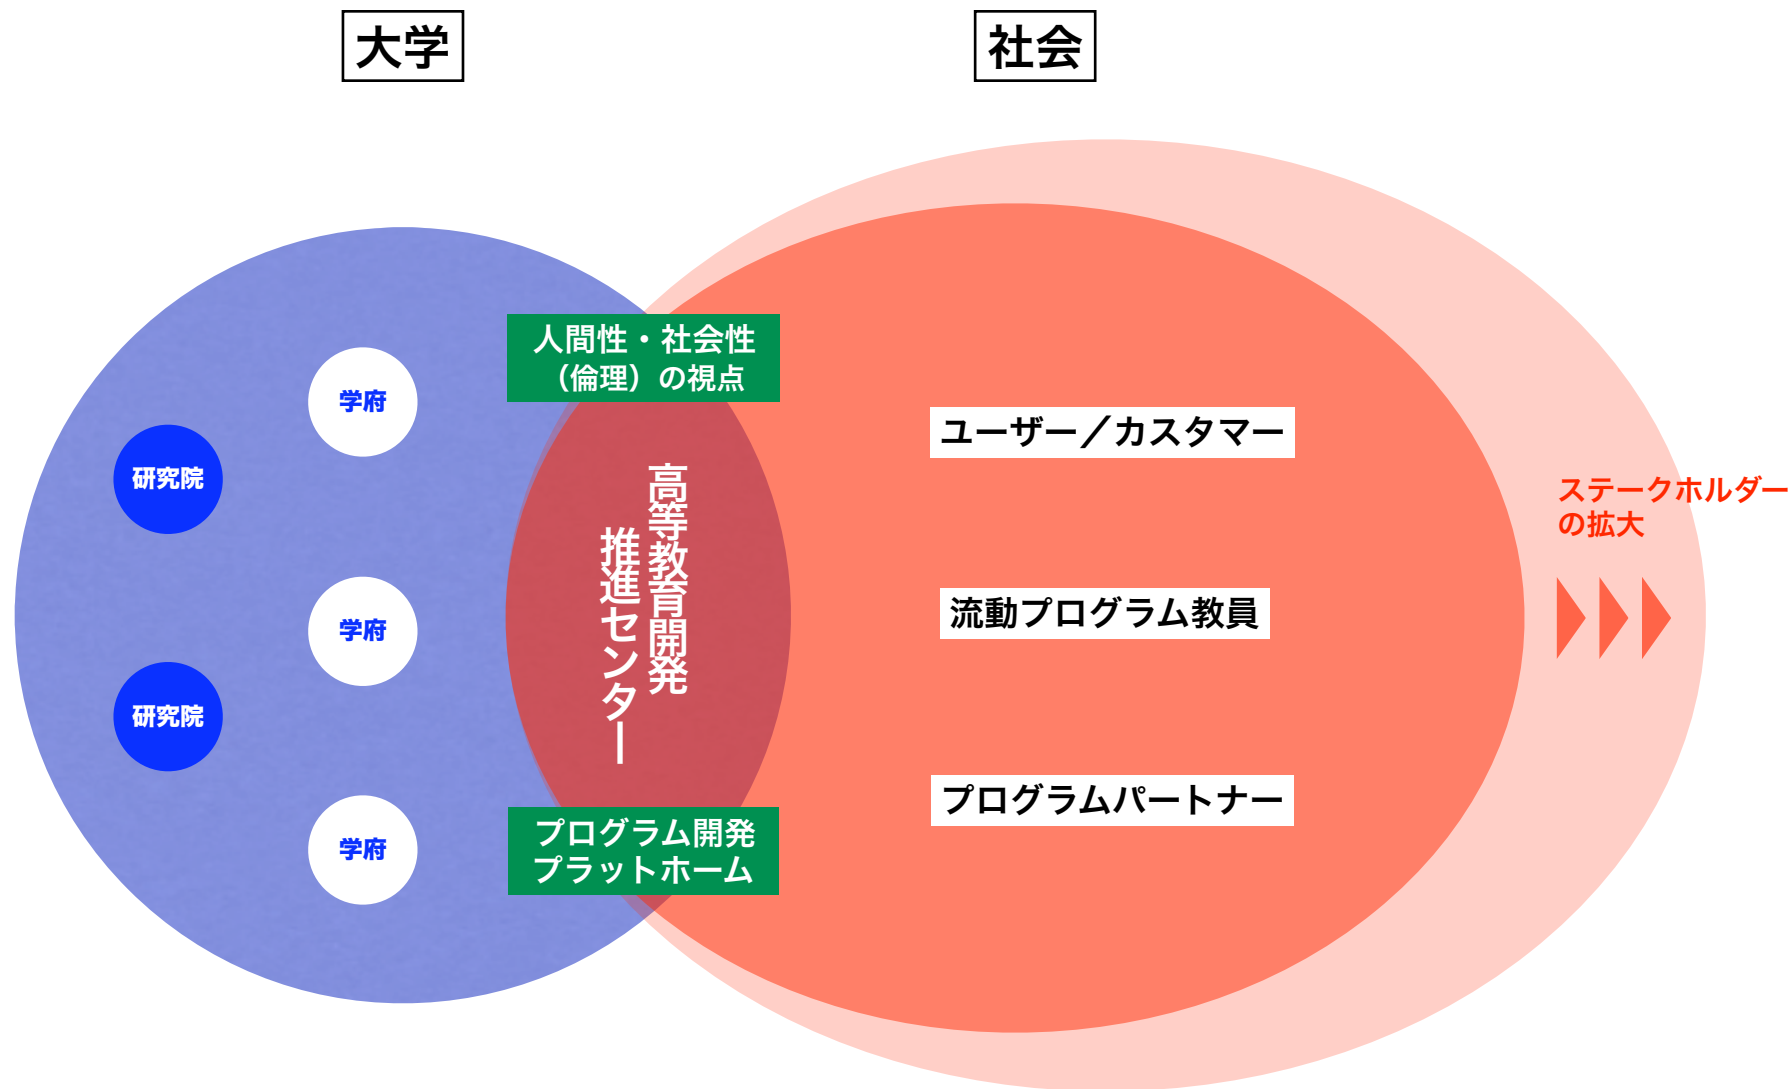 大学
社会
人間性・社会性
（倫理）の視点
学府
研究院
学府
研究院
学府
高等教育開発
推進センター
プログラム開発
プラットホーム
ユーザー／カスタマー
流動プログラム教員
プログラムパートナー
ステークホルダー
の拡大